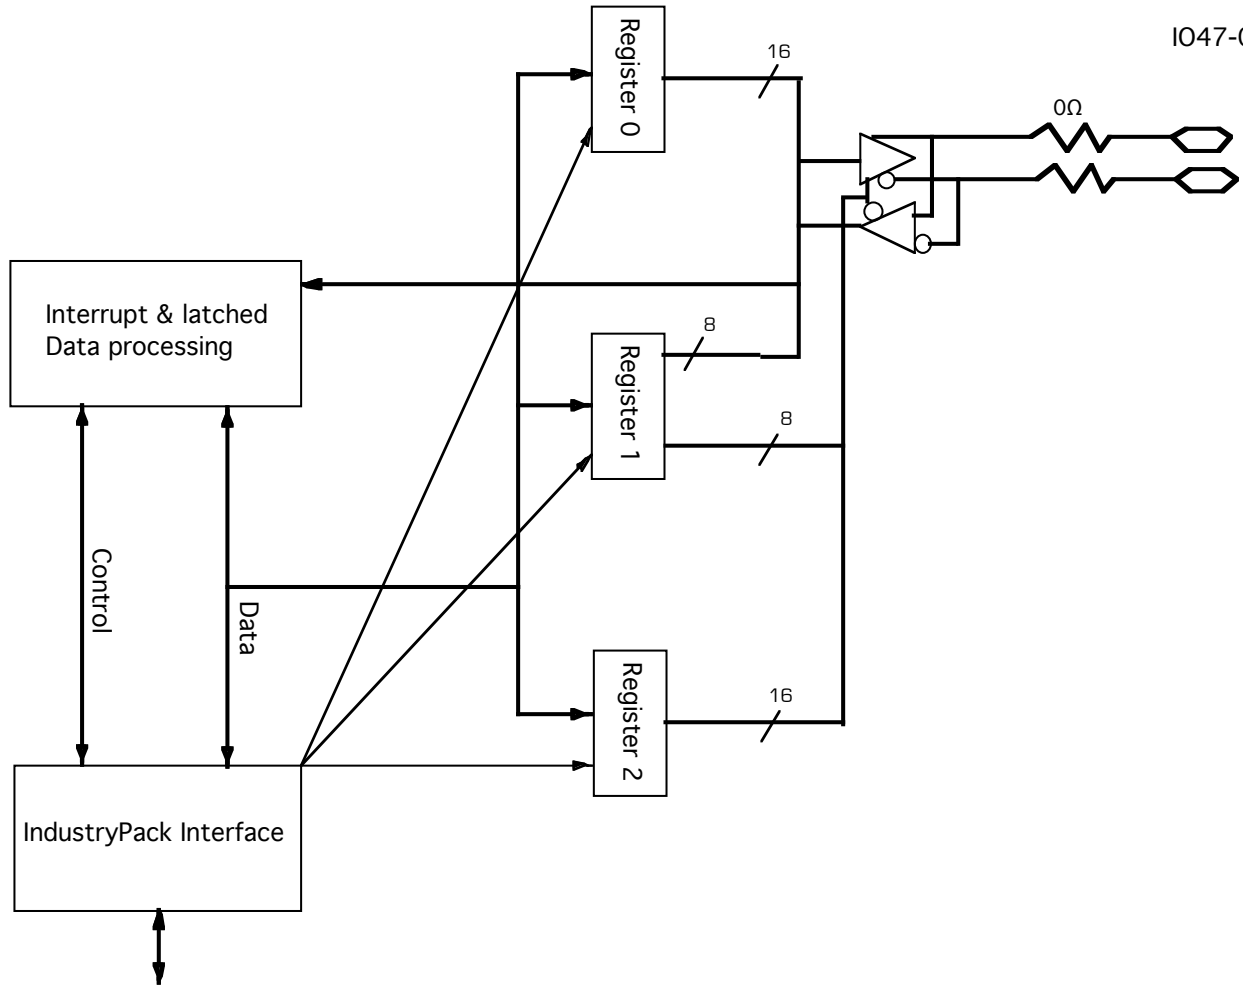 IO47-0
16
Register 0
0Ω
Interrupt & latched
Data processing
8
Register 1
8
Control
Data
Register 2
16
IndustryPack Interface